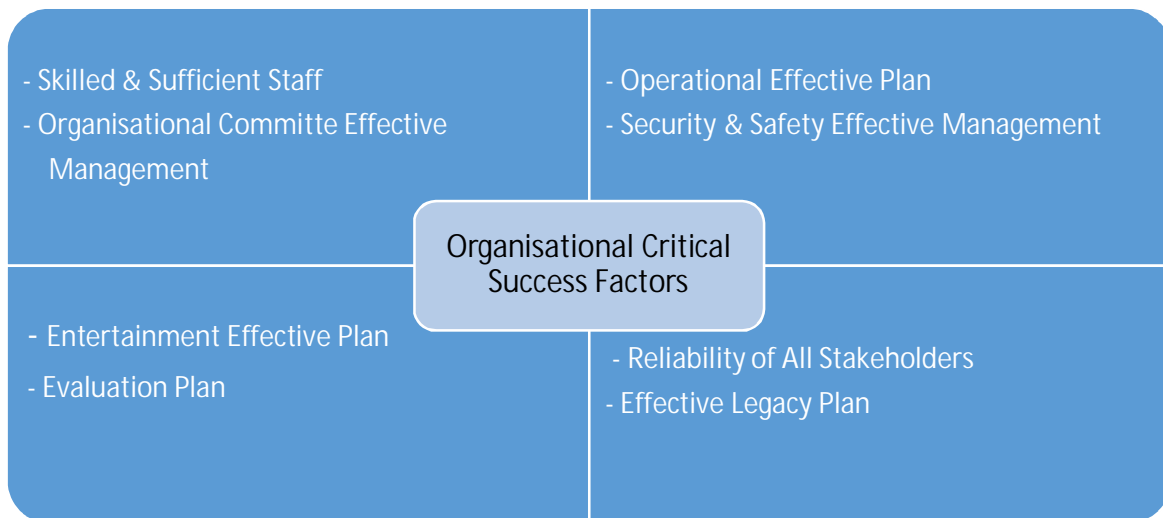 - Skilled & Sufficient Staff
- Organisational Committe Effective
Management
- Operational Effective Plan
- Security & Safety Effective Management
Organisational Critical
Success Factors
- Entertainment Effective Plan
- Evaluation Plan
- Reliability of All Stakeholders
- Effective Legacy Plan